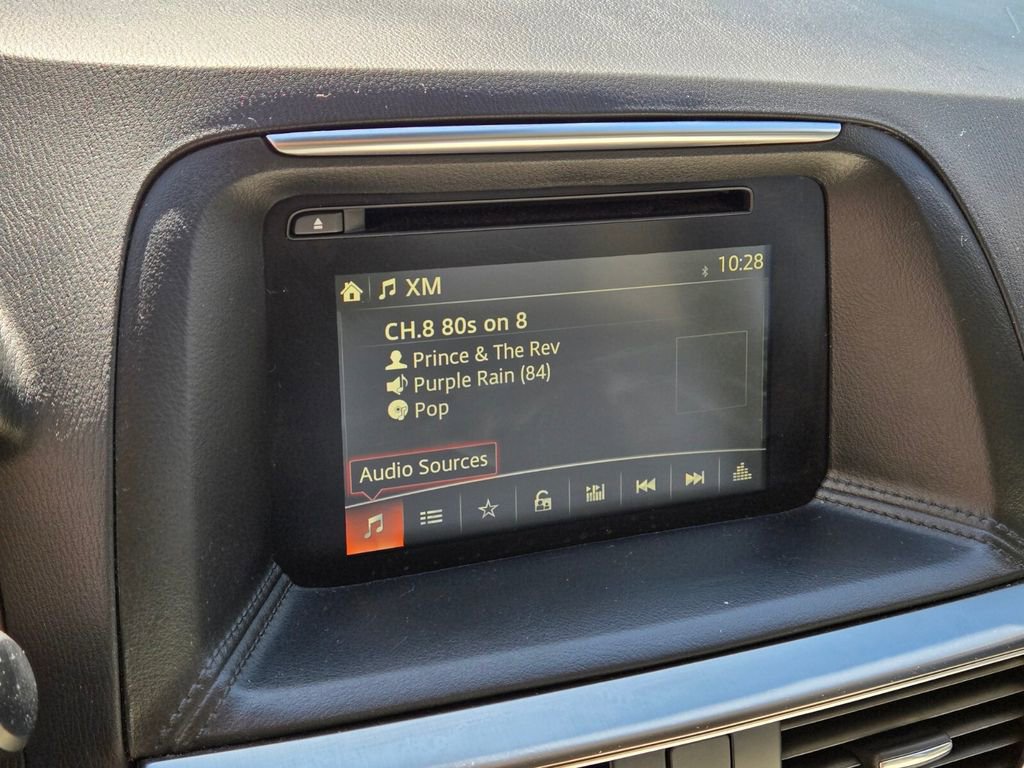 XM
10:28
CH.8 80s on 8
Prince & The Rev
Purple Rain (84)
Pop
Audio Sources